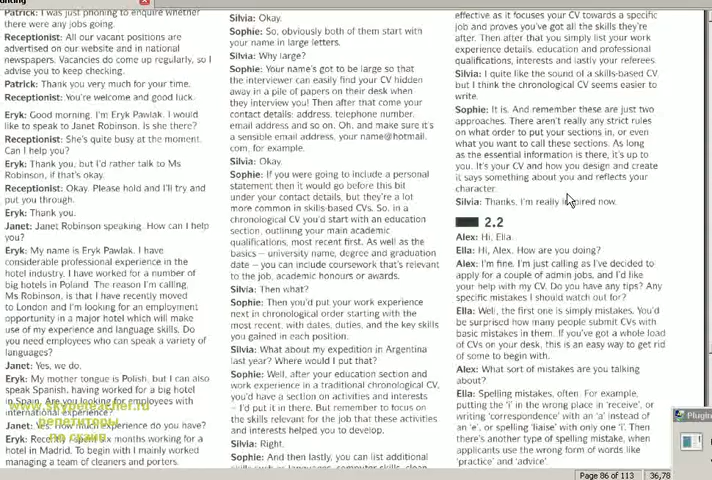 Patrick: I was just phoning to enquire whether
there were any jobs going.
Receptionist: All our vacant positions are
advertised on our website and in national
newspapers. Vacancies do come up regularly, so I
advise you to keep checking.
Patrick: Thank you very much for your time.
Receptionist: You're welcome and good luck.
Eryk: Good morning. I'm Eryk Pawlak. I would
like to speak to Janet Robinson, is she there?
Receptionist: She's quite busy at the moment.
Can I help you?
Eryk: Thank you, but I'd rather talk to Ms
Robinson, if that's okay.
Receptionist: Okay. Please hold and I'll try and
put you through.
Eryk: Thank you.
Janet: Janet Robinson speaking. How can I help
you?
Eryk: My name is Eryk Pawlak. I have
considerable professional experience in the
hotel industry. I have worked for a number of
big hotels in Poland. The reason I'm calling,
Ms Robinson, is that I have recently moved
to London and I'm looking for an employment
opportunity in a major hotel which will make
use of my experience and language skills. Do
you need employees who can speak a variety of
languages?
Janet: Yes, we do.
Eryk: My mother tongue is Polish, but I can also
speak Spanish, having worked for a big hotel
in Spain. Are you looking for employees with
international experience?
www.skypeteacher.ru
репетиторы
по скайп
Janet: Yes. How much experience do you have?
Eryk: six months working for a
hotel in Madrid. To begin with I mainly worked
managing a team of cleaners and porters.
Silvia: Okay.
Sophie: So, obviously both of them start with
your name in large letters.
Silvia: Why large?
Sophie: Your name's got to be large so that
the interviewer can easily find your CV hidden
away in a pile of papers on their desk when
they interview you! Then after that come your
contact details: address, telephone number,
email address and so on. Oh, and make sure it's
a sensible email address, your name@hotmail.
com, for example.
Silvia: Okay.
Sophie: If you were going to include a personal
statement then it would go before this bit
under your contact details, but they're a lot
more common in skills-based CVs. So, in a
chronological CV you'd start with an education
section, outlining your main academic
qualifications, most recent first. As well as the
basics – university name, degree and graduation
date – you can include coursework that's relevant
to the job, academic honours or awards.
Silvia: Then what?
Sophie: Then you'd put your work experience
next in chronological order starting with the
most recent, with dates, duties, and the key skills
you gained in each position.
Silvia: What about my expedition in Argentina
last year? Where would I put that?
Sophie: Well, after your education section and
work experience in a traditional chronological CV,
you'd have a section on activities and interests
– I'd put it in there. But remember to focus on
the skills relevant for the job that these activities
and interests helped you to develop.
Silvia: Right.
Sophie: And then lastly, you can list additional
skills such as languages, computer skills, clean
effective as it focuses your CV towards a specific
job and proves you've got all the skills they're
after. Then after that you simply list your work
experience details, education and professional
qualifications, interests and lastly your referees.
Silvia: I quite like the sound of a skills-based CV
but I think the chronological CV seems easier to
write.
Sophie: It is. And remember these are just two
approaches. There aren't really any strict rules
on what order to put your sections in, or even
what you want to call these sections. As long
as the essential information is there, it's up to
you. It's your CV and how you design and create
it says something about you and reflects your
character.
Silvia: Thanks, I'm really inspired now.
2.2
Alex: Hi, Ella.
Ella: Hi, Alex. How are you doing?
Alex: I'm fine. I'm just calling as I've decided to
apply for a couple of admin jobs, and I'd like
your help with my CV. Do you have any tips? Any
specific mistakes I should watch out for?
Ella: Well, the first one is simply mistakes. You'd
be surprised how many people submit CVs with
basic mistakes in them. If you've got a whole load
of CVs on your desk, this is an easy way to get rid
of some to begin with.
Alex: What sort of mistakes are you talking
about?
Ella: Spelling mistakes, often. For example,
putting the 'i' in the wrong place in 'receive', or
writing 'correspondence' with an 'a' instead of
an 'e', or spelling 'liaise' with only one 'i'. Then
there's another type of spelling mistake, when
applicants use the wrong form of words like
'practice' and 'advice'.
Plugin
Page 86 of 113
36,78